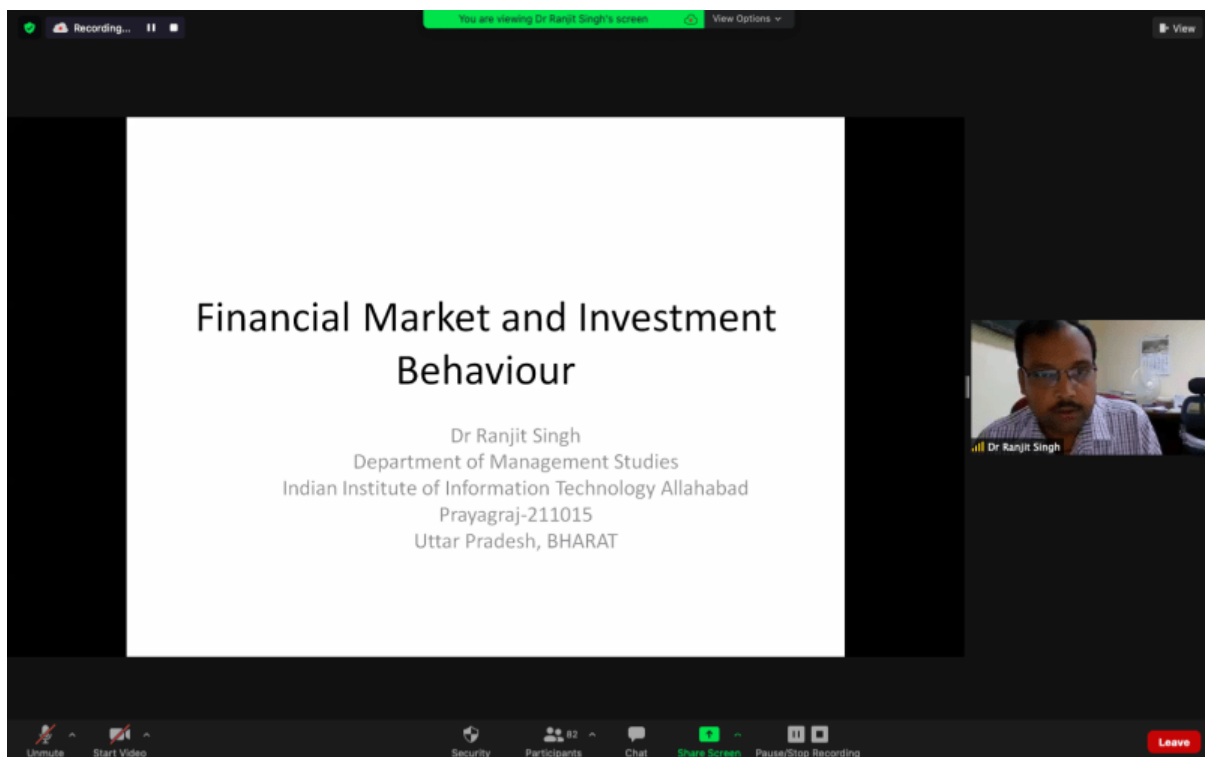 Recording...
You are viewing Dr Ranjit Singh's screen
View Options
View
Financial Market and Investment
Behaviour
Dr Ranjit Singh
Department of Management Studies
Indian Institute of Information Technology Allahabad
Prayagraj-211015
Uttar Pradesh, BHARAT
Dr Ranjit Singh
Unmute
Start Video
Security
82
Participants
Chat
Share Screen
Pause/Stop Recording
Leave